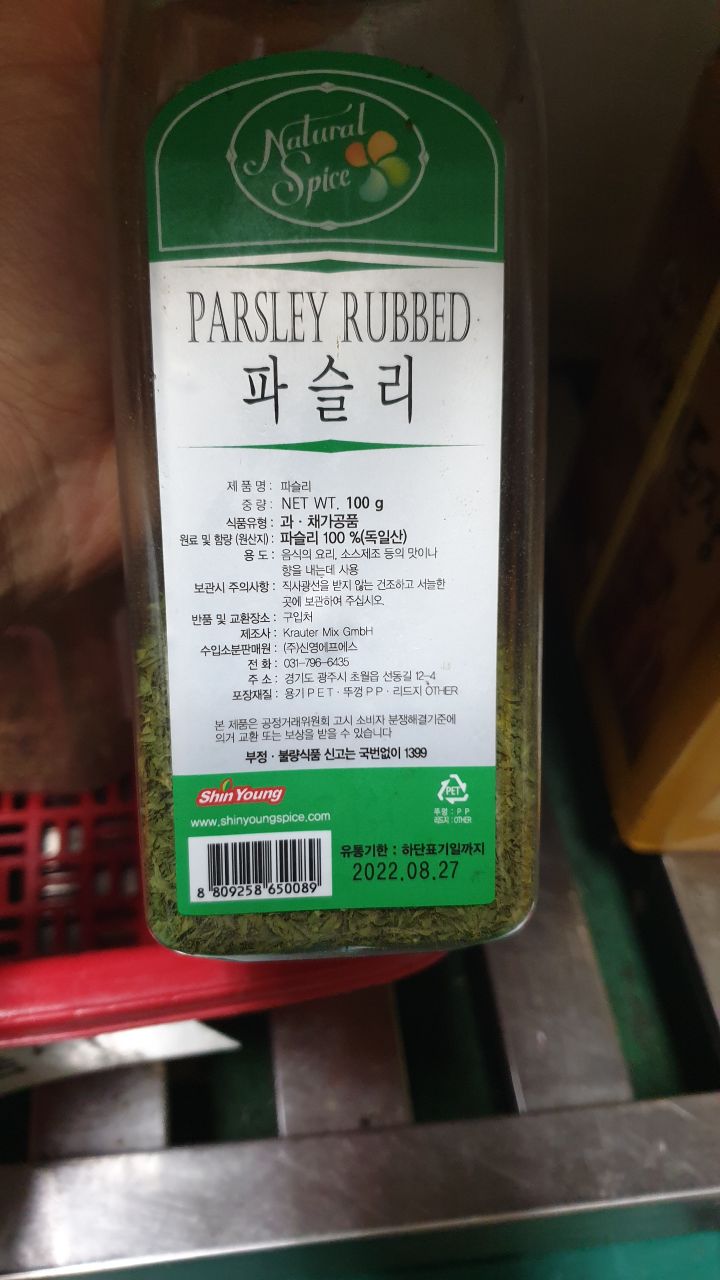 Natural
Spice
PARSLEY RUBBED
파슬리
제 품 명 : 파슬리
중 량 : NET WT. 100 g
식품유형 : 과 · 채가공품
원료 및 함량 (원산지) : 파슬리 100 %(독일산)
용 도 : 음식의 요리, 소스제조 등의 맛이나
향을 내는데 사용
보관시 주의사항 : 직사광선을 받지 않는 건조하고 서늘한
곳에 보관하여 주십시오.
반품 및 교환장소 : 구입처
제조사 : Krauter Mix GmbH
수입소분판매원 : (주)신영에프에스
전 화 : 031-796-6435
주 소 : 경기도 광주시 초월읍 선동길 12-4
포장재질 : 용기 P E T · 뚜껑 P P · 리드지 OTHER
본 제품은 공정거래위원회 고시 소비자 분쟁해결기준에
의거 교환 또는 보상을 받을 수 있습니다
부정 · 불량식품 신고는 국번없이 1399
Shin Young
www.shinyoungspice.com
PET
뚜껑 : P P
리드지 : OTHER
8 809258 650089
유통기한 : 하단표기일까지
2022.08.27